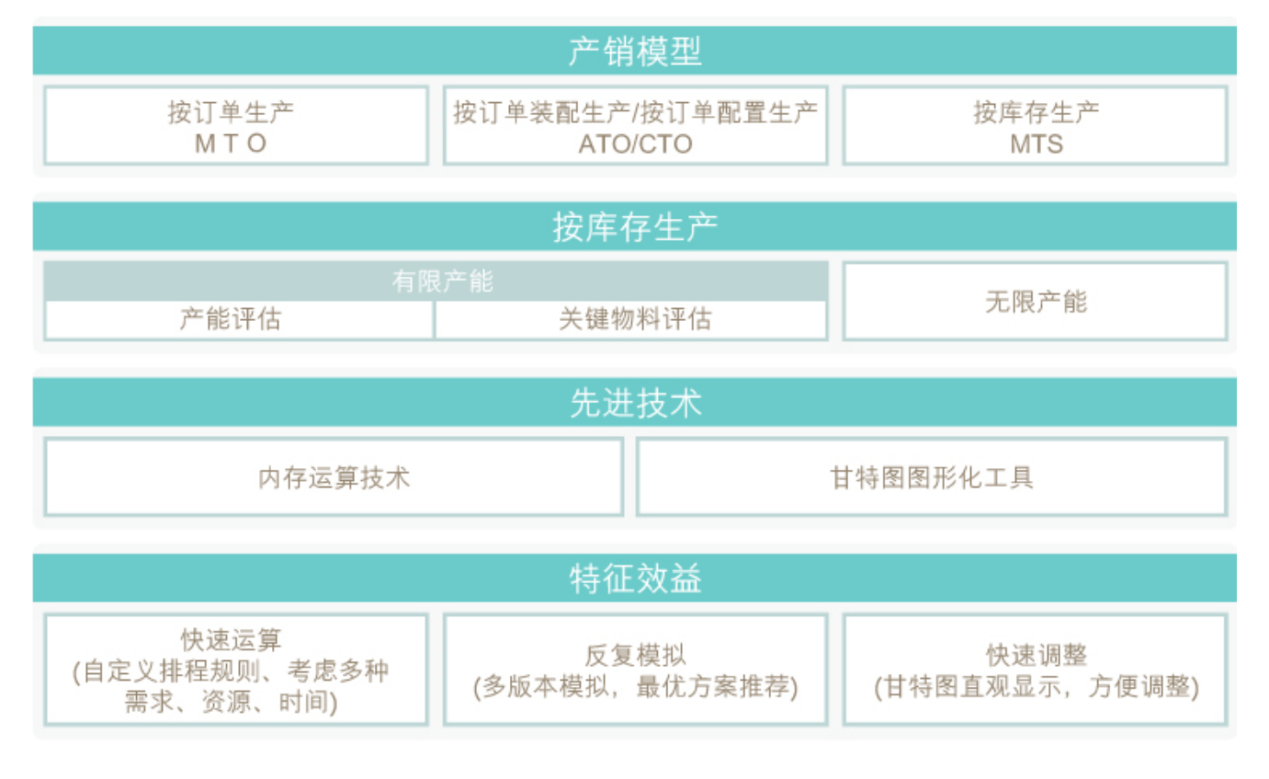 产销模型
按订单生产
M T O
按订单装配生产/按订单配置生产
ATO/CTO
按库存生产
MTS
按库存生产
有限产能
产能评估
关键物料评估
无限产能
先进技术
内存运算技术
甘特图图形化工具
特征效益
快速运算
(自定义排程规则、考虑多种
需求、资源、时间)
反复模拟
(多版本模拟，最优方案推荐)
快速调整
(甘特图直观显示，方便调整)